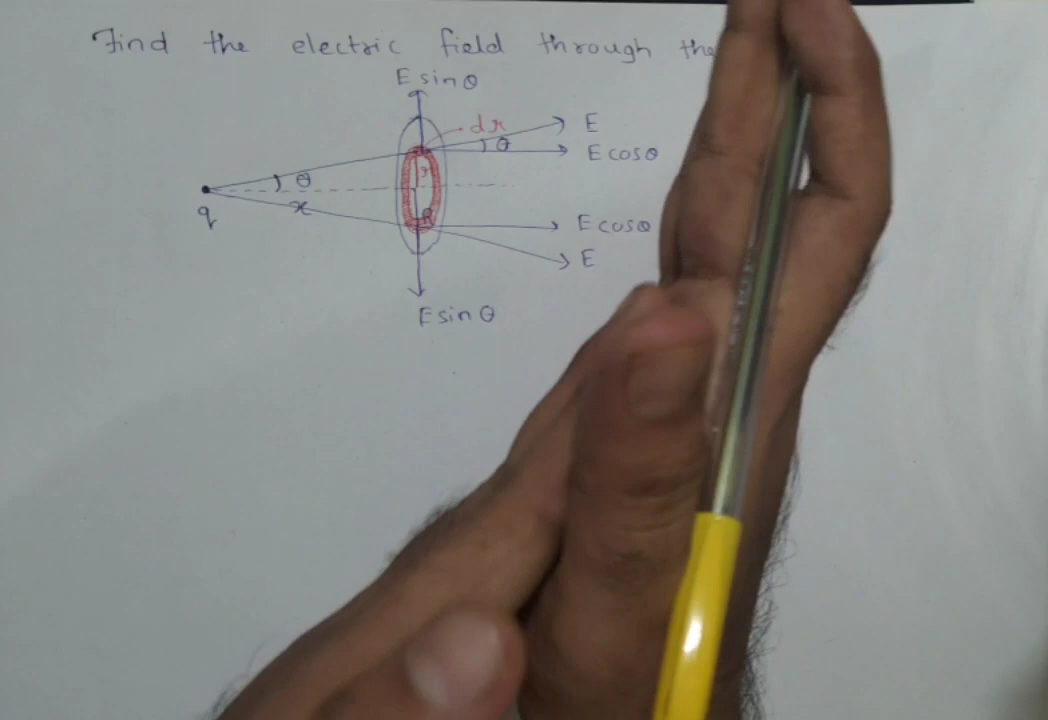 Find the electric field through the
E sin θ
dr
E
θ
E cos θ
θ
r
q
x
R
E cos θ
E
E sin θ